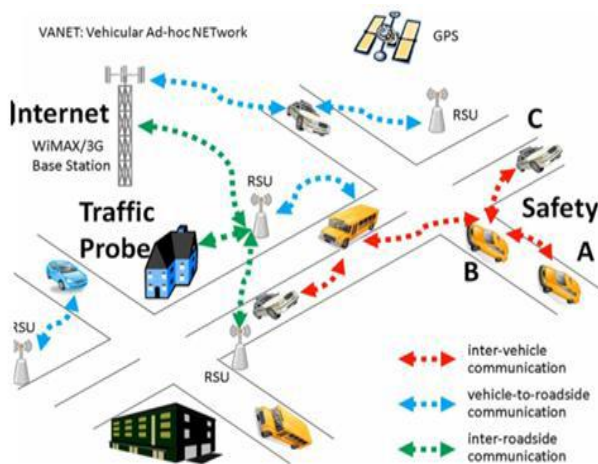 VANET: Vehicular Ad-hoc NETwork
GPS
Internet
WiMAX/3G
Base Station
RSU
C
RSU
Traffic
Probe
Safety
A
B
RSU
RSU
inter-vehicle
communication
vehicle-to-roadside
communication
inter-roadside
communication